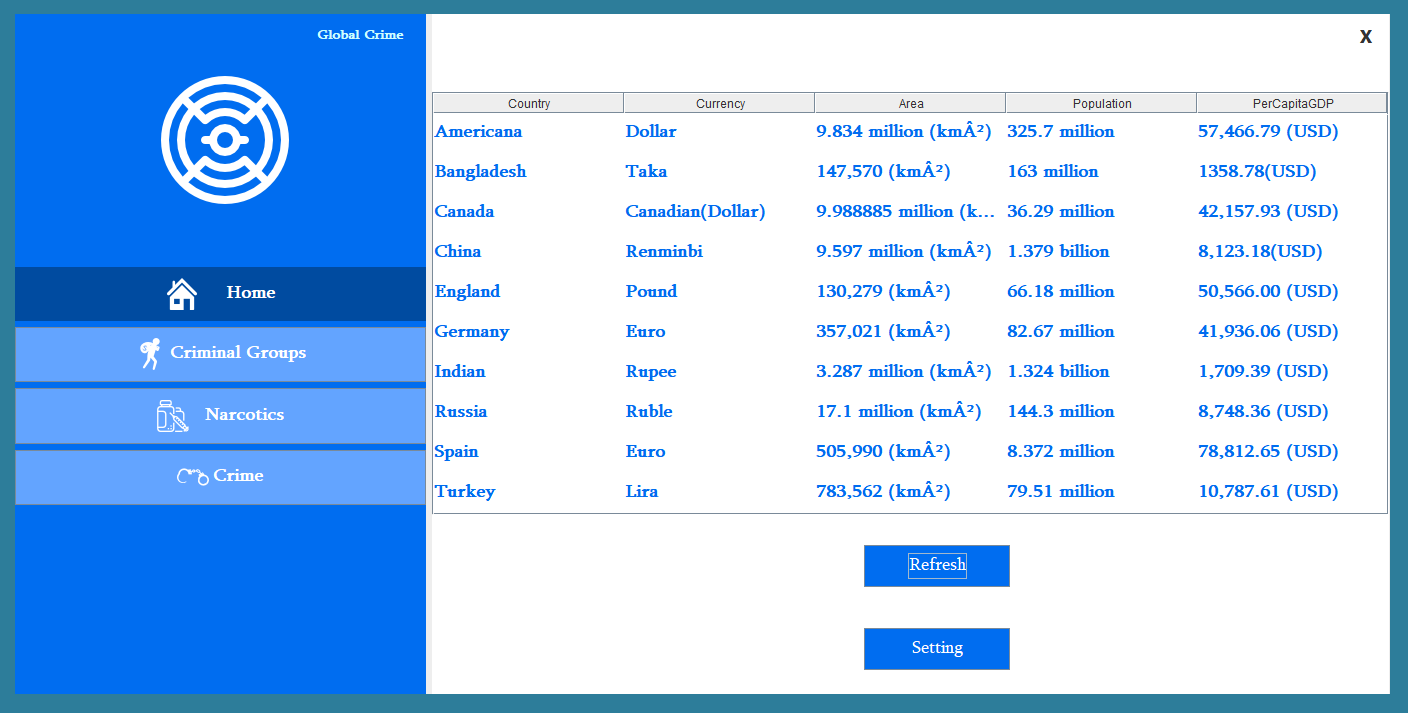 Global Crime
X
Home
Criminal Groups
Narcotics
Crime
Country Currency Area Population PerCapitaGDP
Americana Dollar 9.834 million (kmÂ²) 325.7 million 57,466.79 (USD)
Bangladesh Taka 147,570 (kmÂ²) 163 million 1358.78(USD)
Canada Canadian(Dollar) 9.988885 million (k... 36.29 million 42,157.93 (USD)
China Renminbi 9.597 million (kmÂ²) 1.379 billion 8,123.18(USD)
England Pound 130,279 (kmÂ²) 66.18 million 50,566.00 (USD)
Germany Euro 357,021 (kmÂ²) 82.67 million 41,936.06 (USD)
Indian Rupee 3.287 million (kmÂ²) 1.324 billion 1,709.39 (USD)
Russia Ruble 17.1 million (kmÂ²) 144.3 million 8,748.36 (USD)
Spain Euro 505,990 (kmÂ²) 8.372 million 78,812.65 (USD)
Turkey Lira 783,562 (kmÂ²) 79.51 million 10,787.61 (USD)
Refresh
Setting